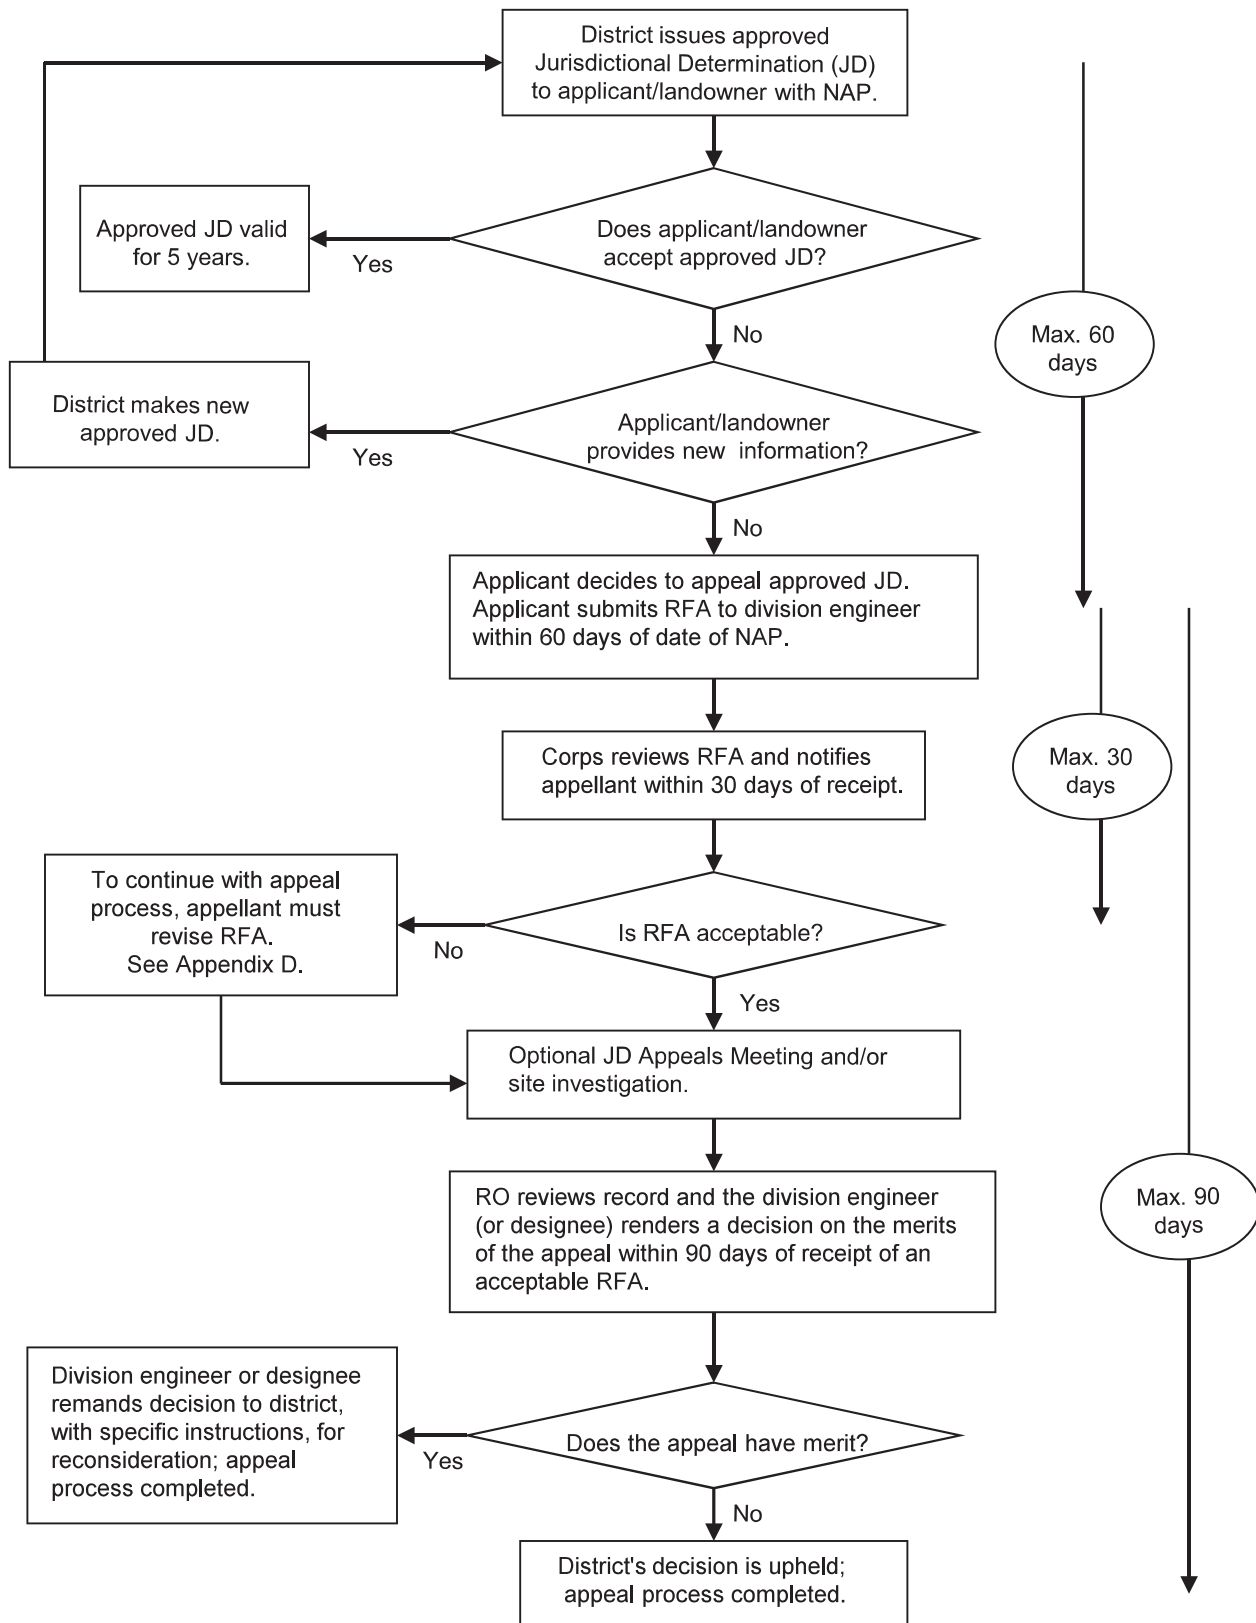 District issues approved
Jurisdictional Determination (JD)
to applicant/landowner with NAP.
Approved JD valid
for 5 years.
Yes
Does applicant/landowner
accept approved JD?
No
Max. 60
days
District makes new
approved JD.
Yes
Applicant/landowner
provides new information?
No
Applicant decides to appeal approved JD.
Applicant submits RFA to division engineer
within 60 days of date of NAP.
Corps reviews RFA and notifies
appellant within 30 days of receipt.
Max. 30
days
To continue with appeal
process, appellant must
revise RFA.
See Appendix D.
No
Is RFA acceptable?
Yes
Optional JD Appeals Meeting and/or
site investigation.
RO reviews record and the division engineer
(or designee) renders a decision on the merits
of the appeal within 90 days of receipt of an
acceptable RFA.
Max. 90
days
Division engineer or designee
remands decision to district,
with specific instructions, for
reconsideration; appeal
process completed.
Yes
Does the appeal have merit?
No
District's decision is upheld;
appeal process completed.